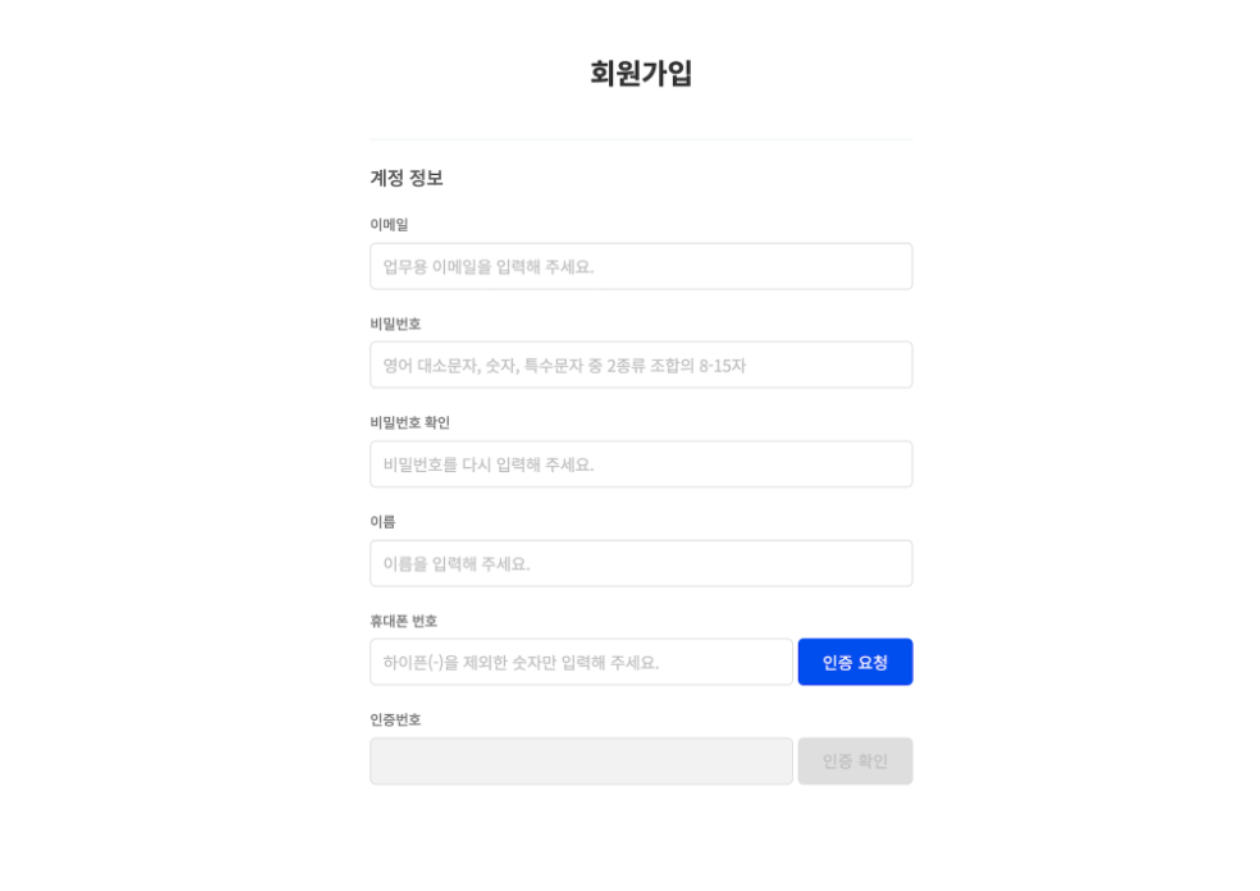 회원가입
계정 정보
이메일
업무용 이메일을 입력해 주세요.
비밀번호
영어 대소문자, 숫자, 특수문자 중 2종류 조합의 8-15자
비밀번호 확인
비밀번호를 다시 입력해 주세요.
이름
이름을 입력해 주세요.
휴대폰 번호
하이픈(-)을 제외한 숫자만 입력해 주세요. 인증 요청
인증번호
인증 확인